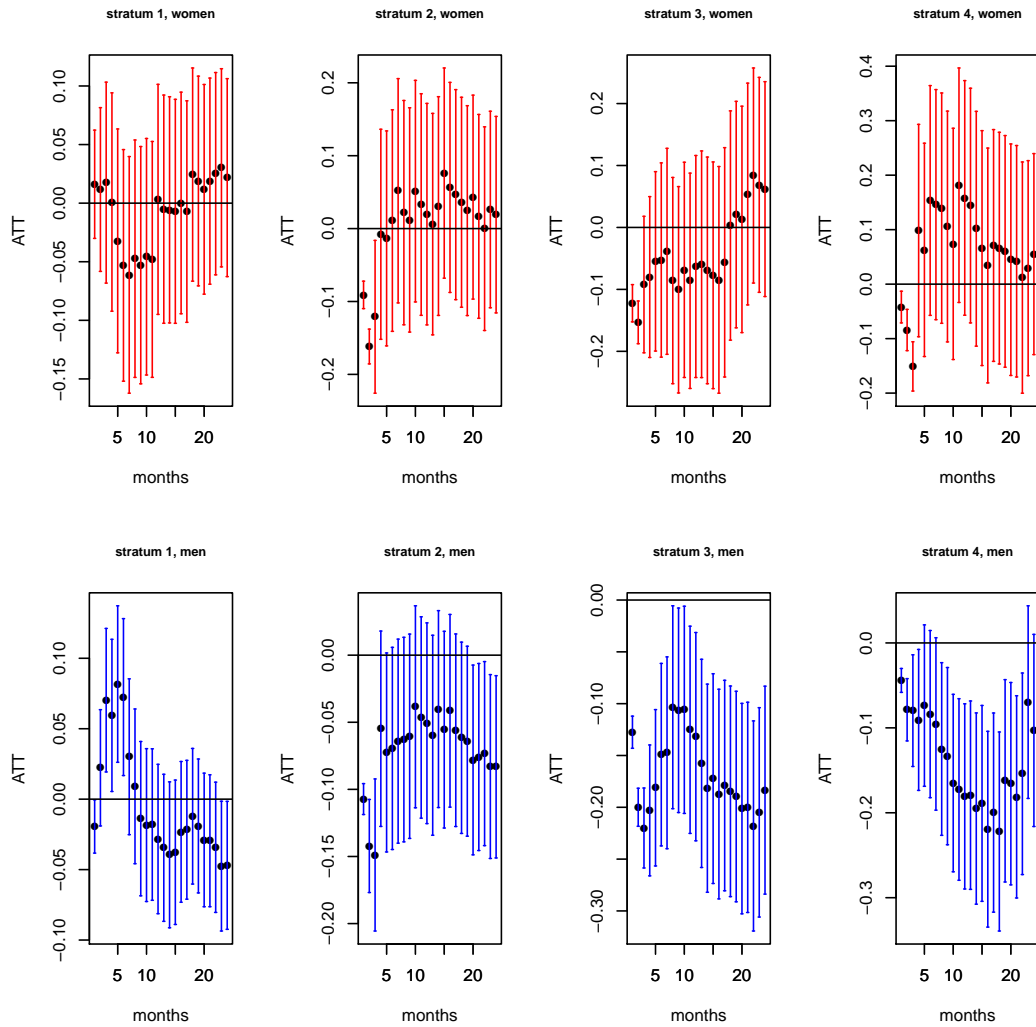 stratum 1, women
stratum 2, women
stratum 3, women
stratum 4, women
ATT
0.10
0.05
0.00
−0.05
−0.10
−0.15
5 10 20
months
ATT
0.2
0.1
0.0
−0.1
−0.2
5 10 20
months
ATT
0.2
0.1
0.0
−0.1
−0.2
5 10 20
months
ATT
0.4
0.3
0.2
0.1
0.0
−0.1
−0.2
5 10 20
months
stratum 1, men
stratum 2, men
stratum 3, men
stratum 4, men
ATT
0.10
0.05
0.00
−0.05
−0.10
5 10 20
months
ATT
0.00
−0.05
−0.10
−0.15
−0.20
5 10 20
months
ATT
0.00
−0.10
−0.20
−0.30
5 10 20
months
ATT
0.0
−0.1
−0.2
−0.3
5 10 20
months